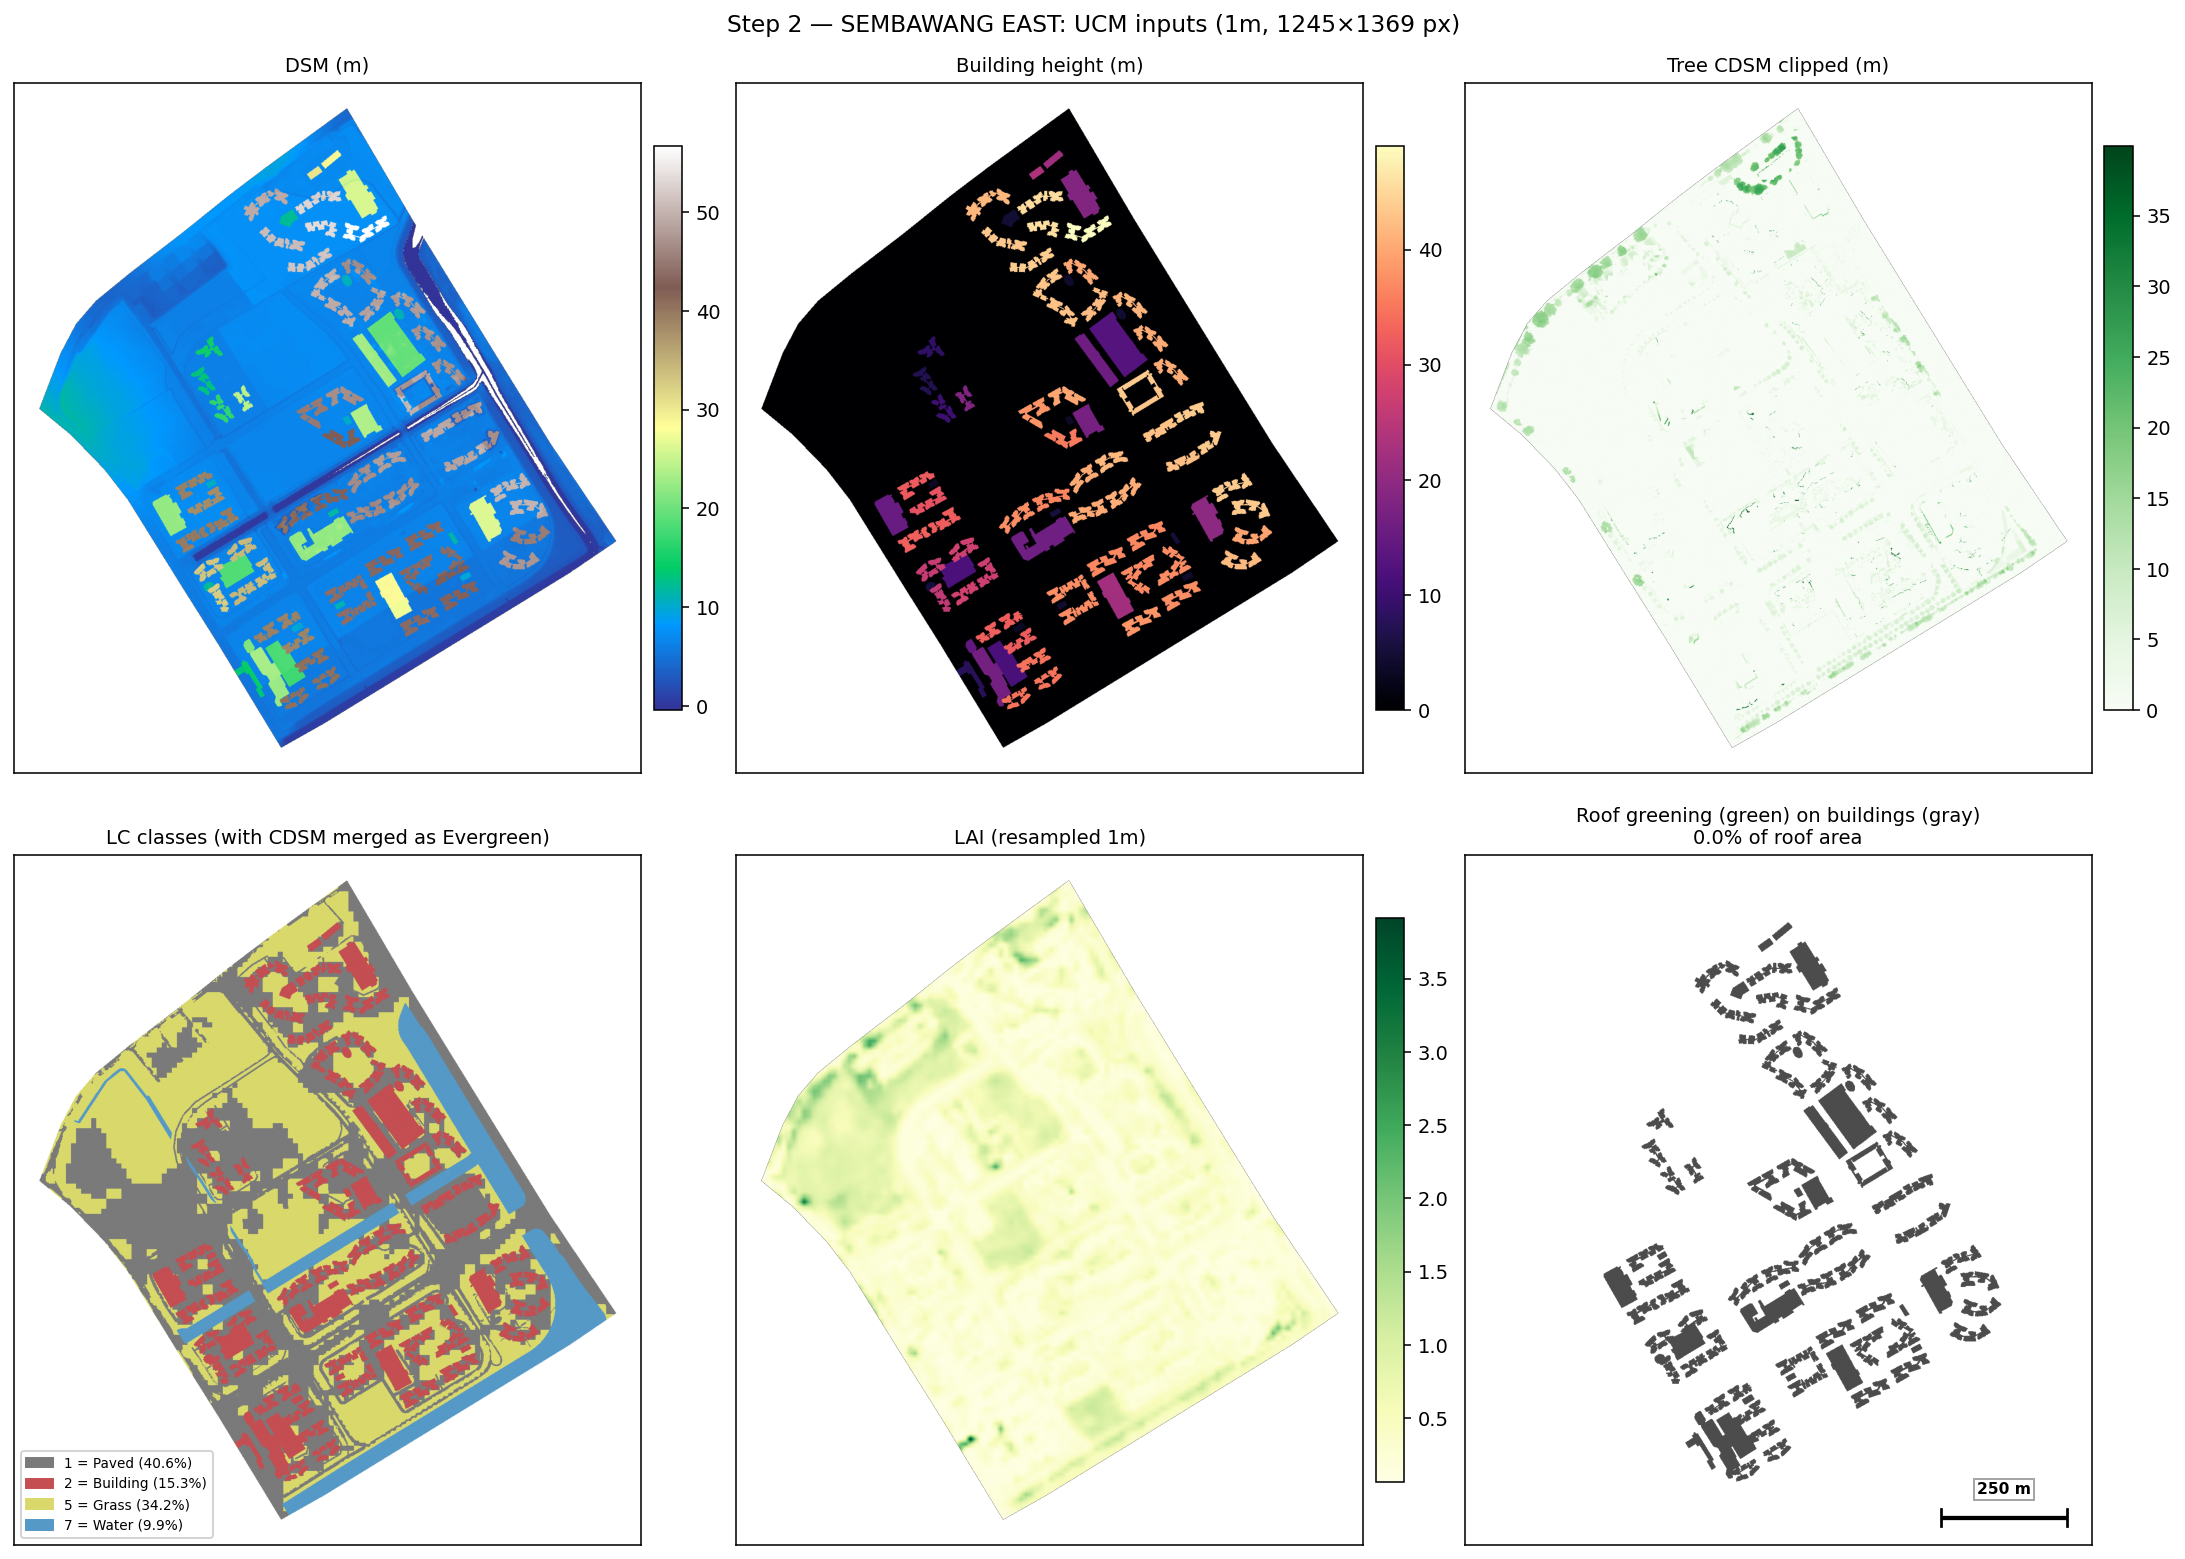 Step 2 — SEMBAWANG EAST: UCM inputs (1m, 1245×1369 px)
DSM (m)
50
40
30
20
10
0
Building height (m)
40
30
20
10
0
Tree CDSM clipped (m)
35
30
25
20
15
10
5
0
LC classes (with CDSM merged as Evergreen)
1 = Paved (40.6%)
2 = Building (15.3%)
5 = Grass (34.2%)
7 = Water (9.9%)
LAI (resampled 1m)
3.5
3.0
2.5
2.0
1.5
1.0
0.5
Roof greening (green) on buildings (gray)
0.0% of roof area
250 m